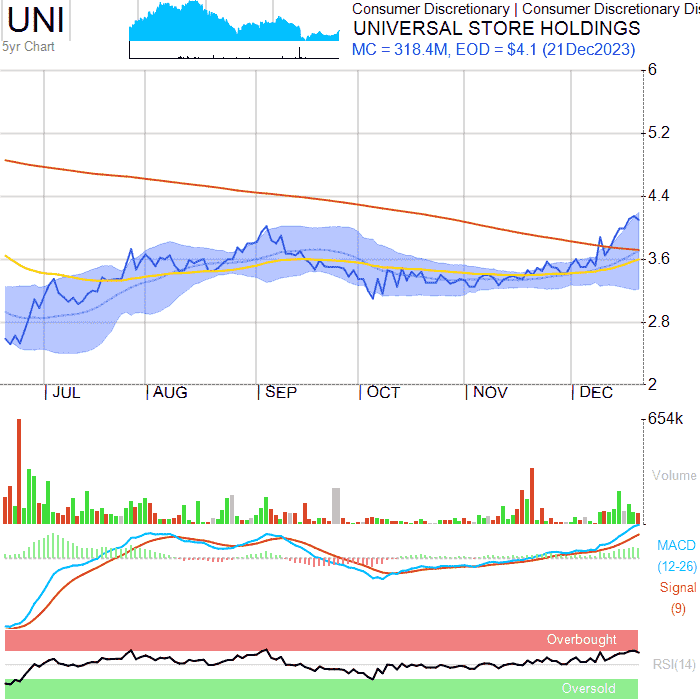 UNI
5yr Chart
Consumer Discretionary | Consumer Discretionary Dis
UNIVERSAL STORE HOLDINGS
MC = 318.4M, EOD = $4.1 (21Dec2023)
6
5.2
4.4
3.6
2.8
2
JUL AUG SEP OCT NOV DEC
654k
Volume
MACD
(12-26)
Signal
(9)
Overbought
RSI(14)
Oversold